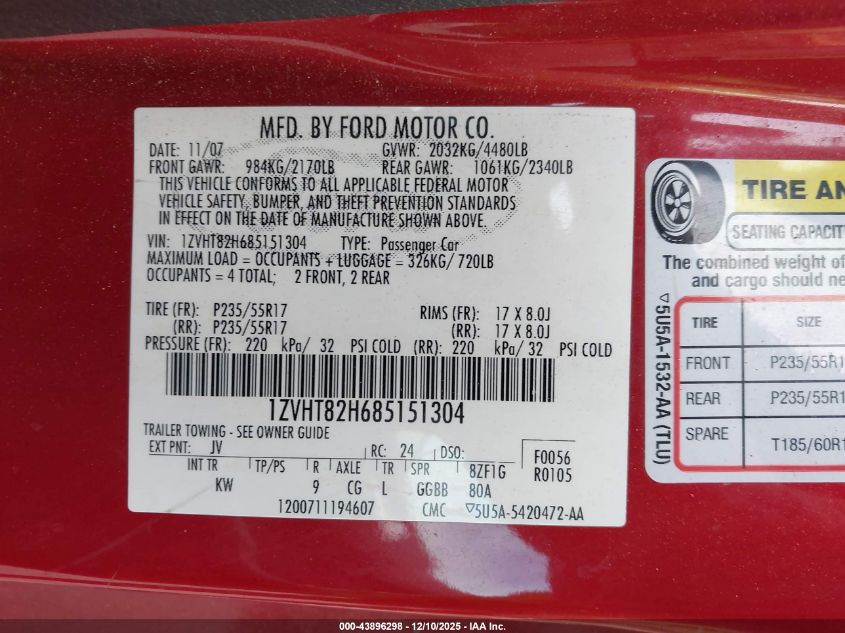 MFD. BY FORD MOTOR CO.
DATE: 11/07 GVWR: 2032KG/4480LB
FRONT GAWR: 984KG/2170LB REAR GAWR: 1061KG/2340LB
THIS VEHICLE CONFORMS TO ALL APPLICABLE FEDERAL MOTOR
VEHICLE SAFETY, BUMPER, AND THEFT PREVENTION STANDARDS
IN EFFECT ON THE DATE OF MANUFACTURE SHOWN ABOVE.
VIN: 1ZVHT82H685151304 TYPE: Passenger Car
MAXIMUM LOAD = OCCUPANTS + LUGGAGE = 326KG/720LB
OCCUPANTS = 4 TOTAL; 2 FRONT, 2 REAR
TIRE (FR): P235/55R17 RIMS (FR): 17 X 8.0J
(RR): P235/55R17 (RR): 17 X 8.0J
PRESSURE (FR): 220 kPa/ 32 PSI COLD (RR): 220 kPa/ 32 PSI COLD
1ZVHT82H685151304
TRAILER TOWING - SEE OWNER GUIDE
EXT PNT: JV RC: 24 DSO: F0056
R0105
INT TR TP/PS R AXLE TR SPR 8ZF1G
KW 9 CG L GGBB 80A
1200711194607 CMC ▽5U5A-5420472-AA
TIRE AN
SEATING CAPACIT
The combined weight of
and cargo should ne
▽5U5A-1532-AA (TLU)
TIRE SIZE
FRONT P235/55R1
REAR P235/55R1
SPARE T185/60R1
000-43896298 - 12/10/2025 - IAA Inc.